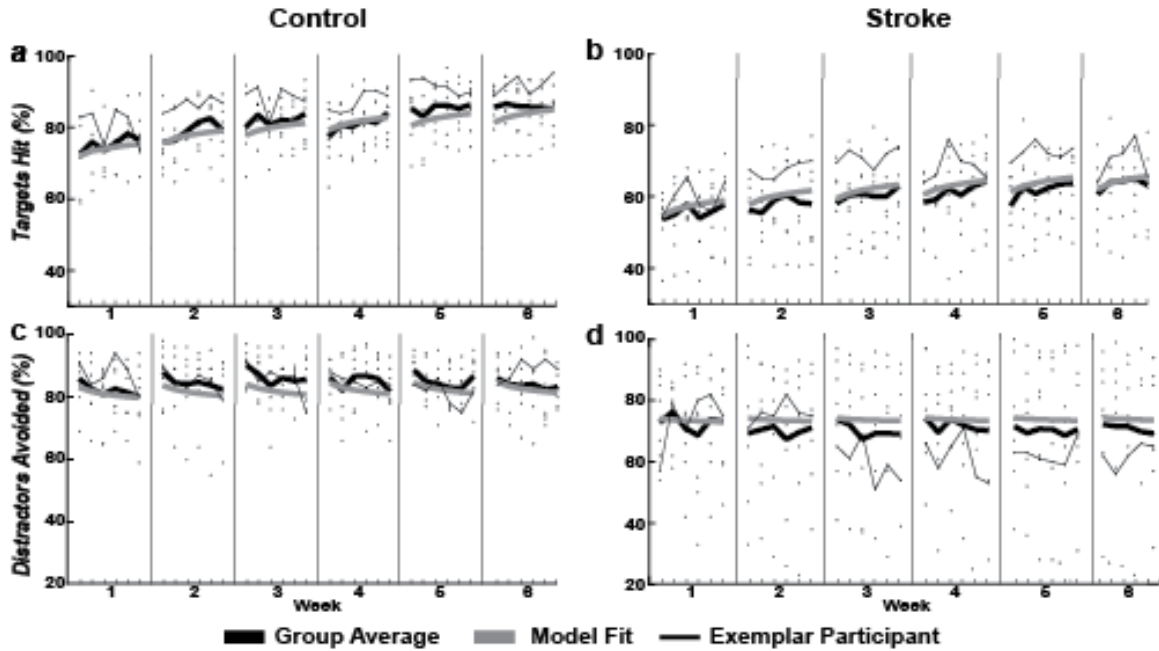 Control
Stroke
a
b
Targets Hit (%)
100
80
60
40
100
80
60
40
1 2 3 4 5 6
1 2 3 4 5 6
c
d
Distractors Avoided (%)
100
80
60
40
20
100
80
60
40
20
1 2 3 4 5 6
1 2 3 4 5 6
Week
Week
Group Average Model Fit Exemplar Participant